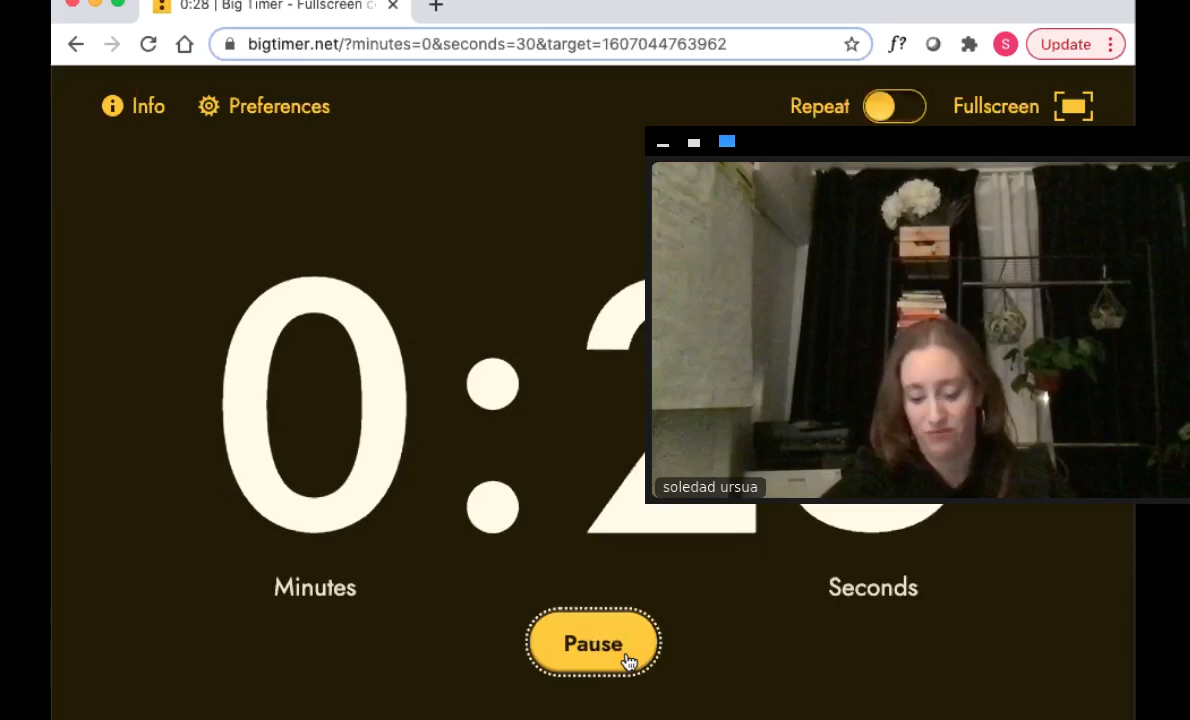 0:28 | Big Timer - Fullscreen c
bigtimer.net/?minutes=0&seconds=30&target=1607044763962
f?
S
Update
Info
Preferences
Repeat
Fullscreen
0:2
soledad ursua
Minutes
Seconds
Pause